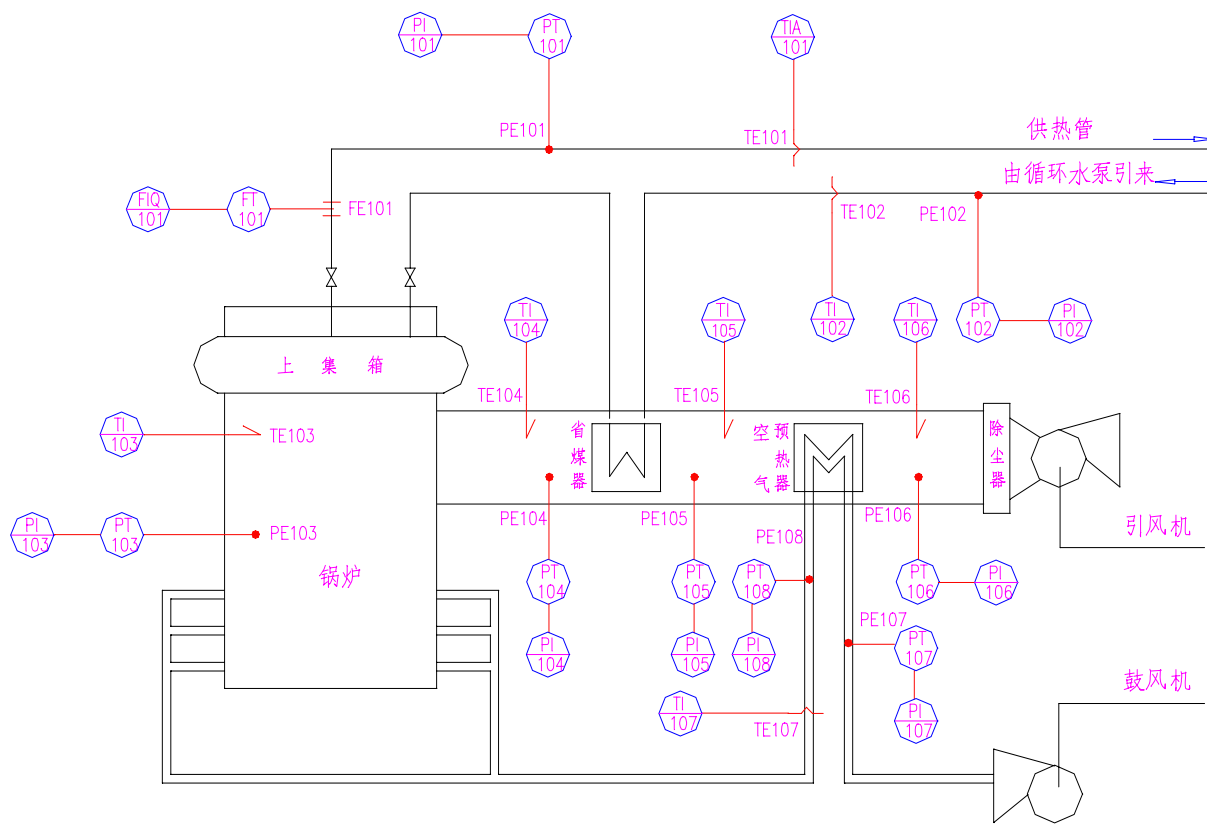 PI
101
PT
101
TIA
101
PE101
TE101
供热管
由循环水泵引来
FIQ
101
FT
101
FE101
TE102
PE102
TI
104
TI
105
TI
102
TI
106
PT
102
PI
102
上集箱
TE104
TE105
TE106
TI
103
TE103
省煤器
空气预热器
除尘器
PE104
PE105
PE108
PE106
引风机
PI
103
PT
103
PE103
锅炉
PT
104
PT
105
PT
108
PT
106
PI
106
PE107
PI
104
PI
105
PI
108
PT
107
TI
107
TE107
PI
107
鼓风机